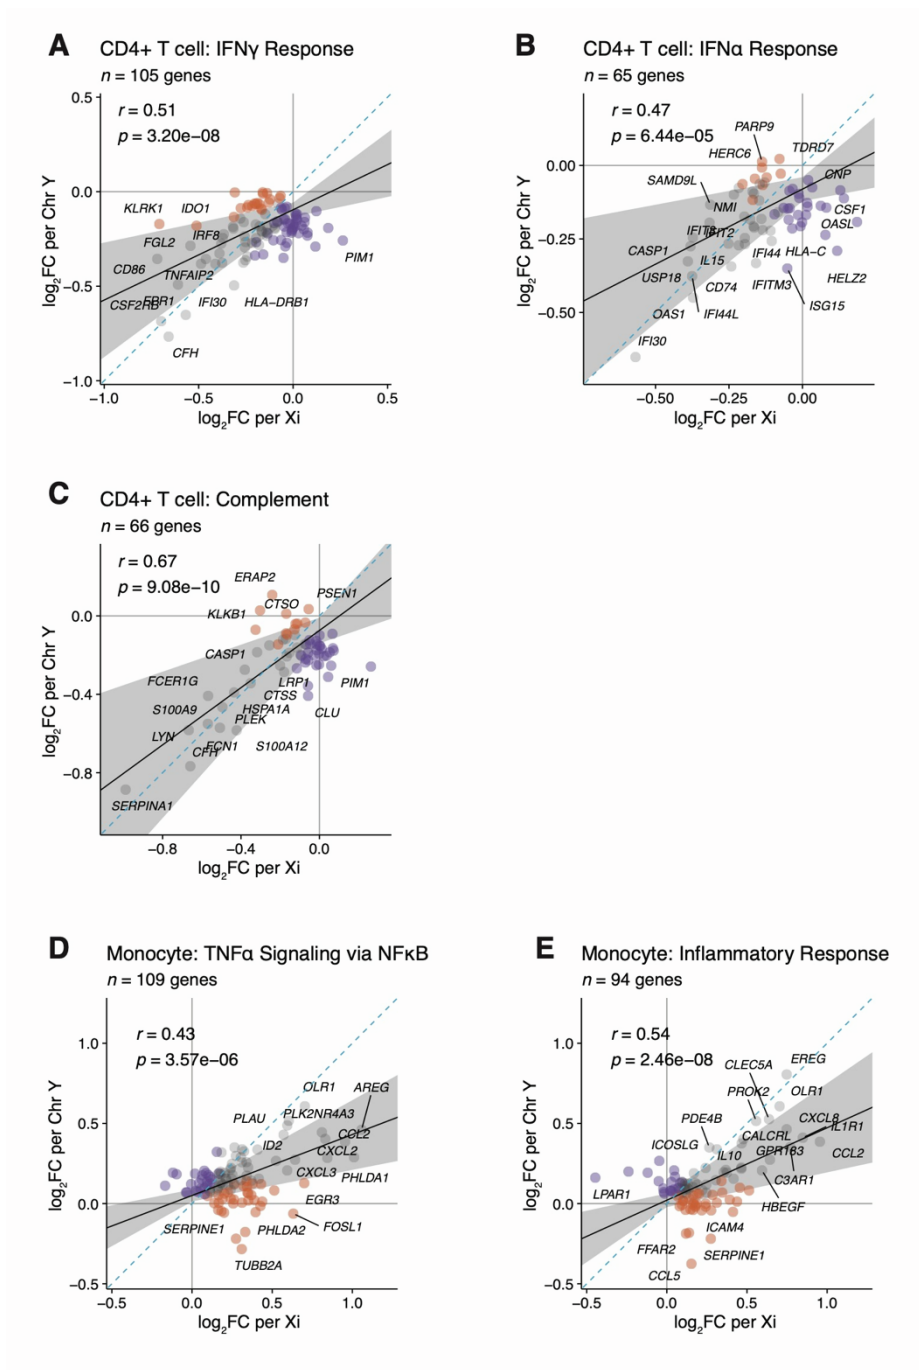 A CD4+ T cell: IFNγ Response
n = 105 genes
r = 0.51
p = 3.20e−08
0.5
0.0
−0.5
−1.0
log2FC per Chr Y
KLRK1 IDO1
FGL2 IRF8
CD86 TNFAIP2
CSF2RB FBR1 IFI30 HLA−DRB1
PIM1
CFH
−1.0 −0.5 0.0 0.5
log2FC per Xi
B CD4+ T cell: IFNα Response
n = 65 genes
r = 0.47
p = 6.44e−05
0.00
−0.25
−0.50
log2FC per Chr Y
PARP9
HERC6 TDRD7
SAMD9L CNP
NMI CSF1
OASL
CASP1 IFI44 HLA−C
IL15
USP18 CD74 IFITM3 HELZ2
OAS1 IFI44L ISG15
IFI30
−0.50 −0.25 0.00
log2FC per Xi
C CD4+ T cell: Complement
n = 66 genes
r = 0.67
p = 9.08e−10
0.0
−0.4
−0.8
log2FC per Chr Y
ERAP2
CTSO PSEN1
KLKB1
CASP1
FCER1G LRP1 PIM1
CTSS
S100A9 HSPA1A CLU
PLEK
LYN FCN1 S100A12
CFH
SERPINA1
−0.8 −0.4 0.0
log2FC per Xi
D Monocyte: TNFα Signaling via NFκB
n = 109 genes
r = 0.43
p = 3.57e−06
1.0
0.5
0.0
−0.5
log2FC per Chr Y
OLR1 AREG
PLAU PLK2 NR4A3
ID2 CCL2
CXCL2
CXCL3 PHLDA1
EGR3
SERPINE1 PHLDA2 FOSL1
TUBB2A
−0.5 0.0 0.5 1.0
log2FC per Xi
E Monocyte: Inflammatory Response
n = 94 genes
r = 0.54
p = 2.46e−08
1.0
0.5
0.0
−0.5
log2FC per Chr Y
CLEC5A EREG
PROK2 OLR1
PDE4B CXCL8
IL1R1
ICOSLG CALCRL
IL10 GPR183 CCL2
LPAR1 C3AR1
HBEGF
ICAM4
FFAR2 SERPINE1
CCL5
−0.5 0.0 0.5 1.0
log2FC per Xi